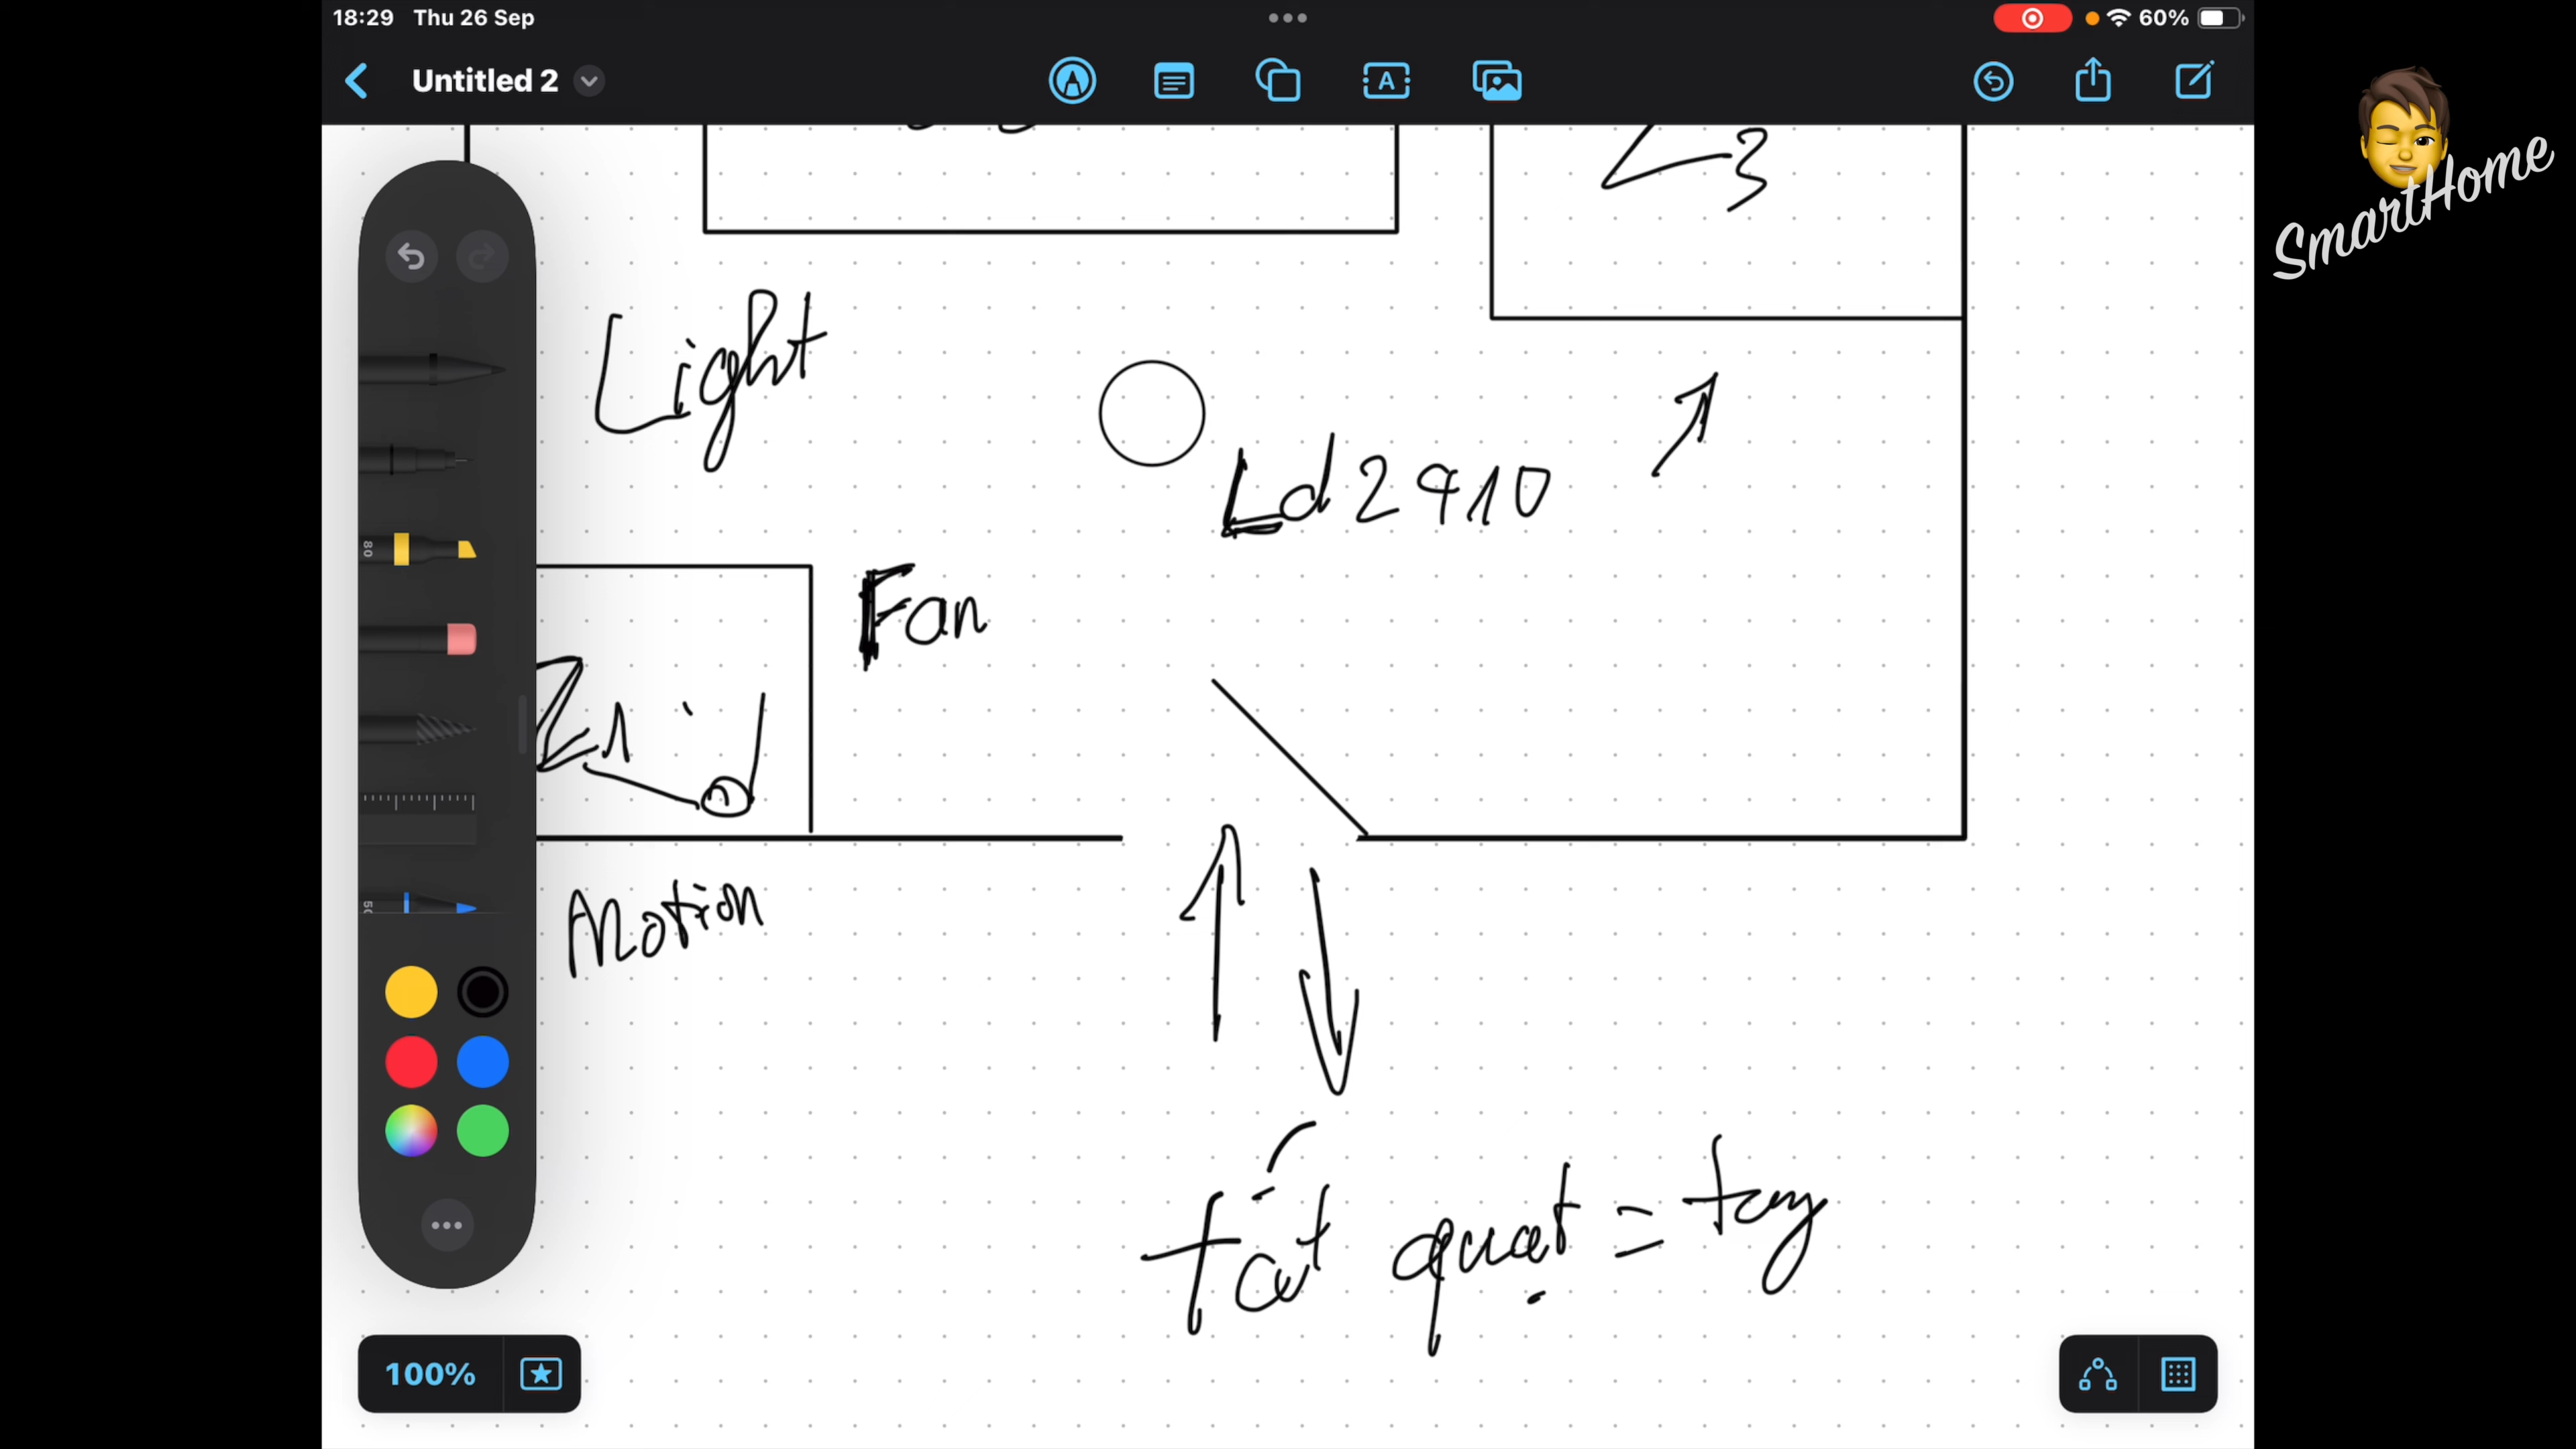 18:29 Thu 26 Sep
60%
Untitled 2
A
SmartHome
Z3
Light
Ld2410
Fan
80
Z1
Motion
tắt quạt = tay
100%